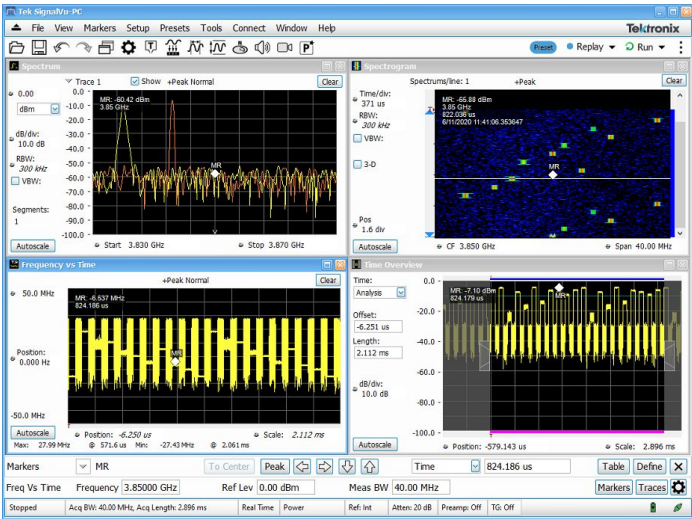 Tek SignalVu-PC
File View Markers Setup Presets Tools Connect Window Help
Tektronix
Preset Replay Run
Spectrum
Trace 1 Show +Peak Normal Clear
0.00
dBm
dB/div:
10.0 dB
RBW:
300 kHz
VBW:
Segments:
1
Autoscale
0.0
-10.0
-20.0
-30.0
-40.0
-50.0
-60.0
-70.0
-80.0
-90.0
-100.0
MR: -60.42 dBm
3.85 GHz
MR
Start 3.830 GHz Stop 3.870 GHz
Spectrogram
Spectrums/line: 1 +Peak Clear
Time/div:
371 us
RBW:
300 kHz
VBW:
3-D
Pos
1.6 div
Autoscale
MR: -65.88 dBm
3.85 GHz
822.036 us
6/11/2020 11:41:06.353647
MR
CF 3.850 GHz Span 40.00 MHz
Frequency vs Time
+Peak Normal Clear
50.0 MHz
Position:
0.000 Hz
-50.0 MHz
Autoscale
MR: -6.537 MHz
824.186 us
MR
Position: -6.250 us Scale: 2.112 ms
Max: 27.99 MHz @ 571.6 us Min: -27.43 MHz @ 2.061 ms
Time Overview
Time:
Analysis
Offset:
-6.251 us
Length:
2.112 ms
dB/div:
10.0 dB
Autoscale
0.0
-20.0
-40.0
-60.0
-80.0
-100.0
MR: -7.10 dBm
824.179 us
MR
Position: -579.143 us Scale: 2.896 ms
Markers MR To Center Peak Time 824.186 us Table Define
Freq Vs Time Frequency 3.85000 GHz Ref Lev 0.00 dBm Meas BW 40.00 MHz Markers Traces
Stopped Acq BW: 40.00 MHz, Acq Length: 2.896 ms Real Time Power Ref: Int Atten: 20 dB Preamp: Off TG: Off